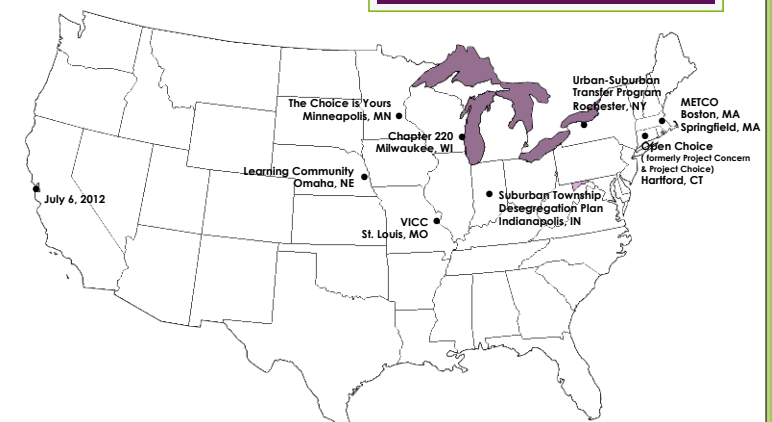 Urban-Suburban
Transfer Program
Rochester, NY
METCO
Boston, MA
Springfield, MA
The Choice is Yours
Minneapolis, MN
Chapter 220
Milwaukee, WI
Open Choice
( formerly Project Concern
& Project Choice)
Hartford, CT
Learning Community
Omaha, NE
July 6, 2012
Suburban Township
Desegregation Plan
Indianapolis, IN
VICC
St. Louis, MO